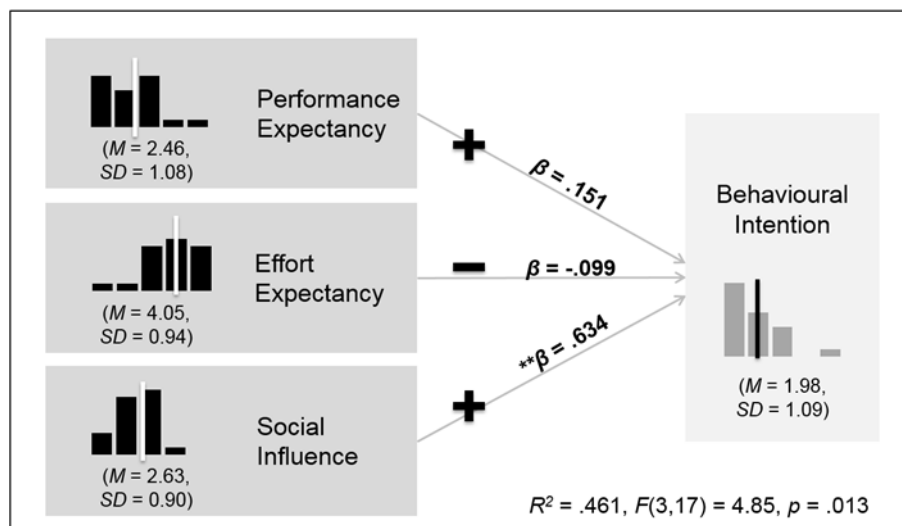 Performance
Expectancy
(M = 2.46,
SD = 1.08)
+
β = .151
Effort
Expectancy
(M = 4.05,
SD = 0.94)
−
β = -.099
Social
Influence
(M = 2.63,
SD = 0.90)
+
**β = .634
Behavioural
Intention
(M = 1.98,
SD = 1.09)
R² = .461, F(3,17) = 4.85, p = .013